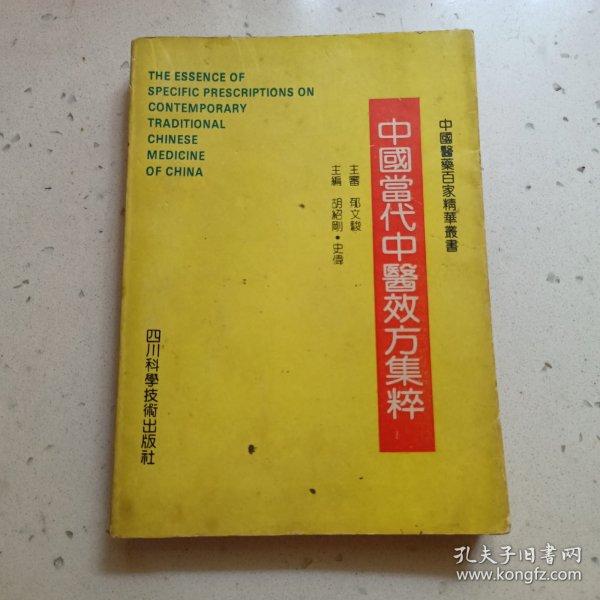 THE ESSENCE OF
SPECIFIC PRESCRIPTIONS ON
CONTEMPORARY
TRADITIONAL
CHINESE
MEDICINE
OF CHINA
中國醫藥百家精華叢書
中國當代中醫效方集粹
主審 郁文駿
主編 胡紹剛·史偉
四川科學技術出版社
孔夫子旧书网
www.kongfz.com